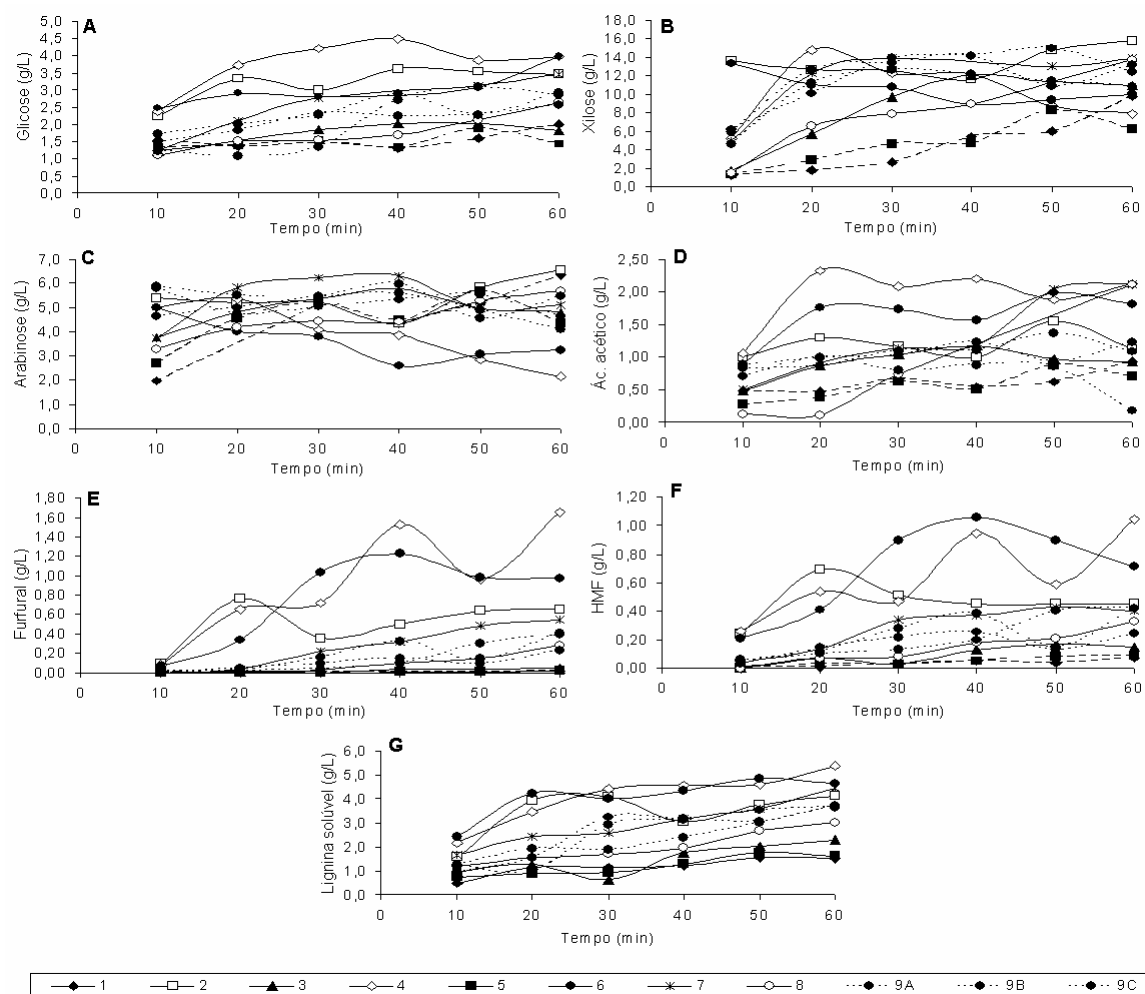 A
Glicose (g/L)
5,0
4,5
4,0
3,5
3,0
2,5
2,0
1,5
1,0
0,5
0,0
0 10 20 30 40 50 60
Tempo (min)
B
Xilose (g/L)
18,0
16,0
14,0
12,0
10,0
8,0
6,0
4,0
2,0
0,0
0 10 20 30 40 50 60
Tempo (min)
C
Arabinose (g/L)
7,0
6,0
5,0
4,0
3,0
2,0
1,0
0,0
0 10 20 30 40 50 60
Tempo (min)
D
Ác. acético (g/L)
2,50
2,00
1,50
1,00
0,50
0,00
0 10 20 30 40 50 60
Tempo (min)
E
Furfural (g/L)
1,80
1,60
1,40
1,20
1,00
0,80
0,60
0,40
0,20
0,00
0 10 20 30 40 50 60
Tempo (min)
F
HMF (g/L)
1,20
1,00
0,80
0,60
0,40
0,20
0,00
0 10 20 30 40 50 60
Tempo (min)
G
Lignina solúvel (g/L)
6,0
5,0
4,0
3,0
2,0
1,0
0,0
0 10 20 30 40 50 60
Tempo (min)
1 2 3 4 5 6 7 8 9A 9B 9C